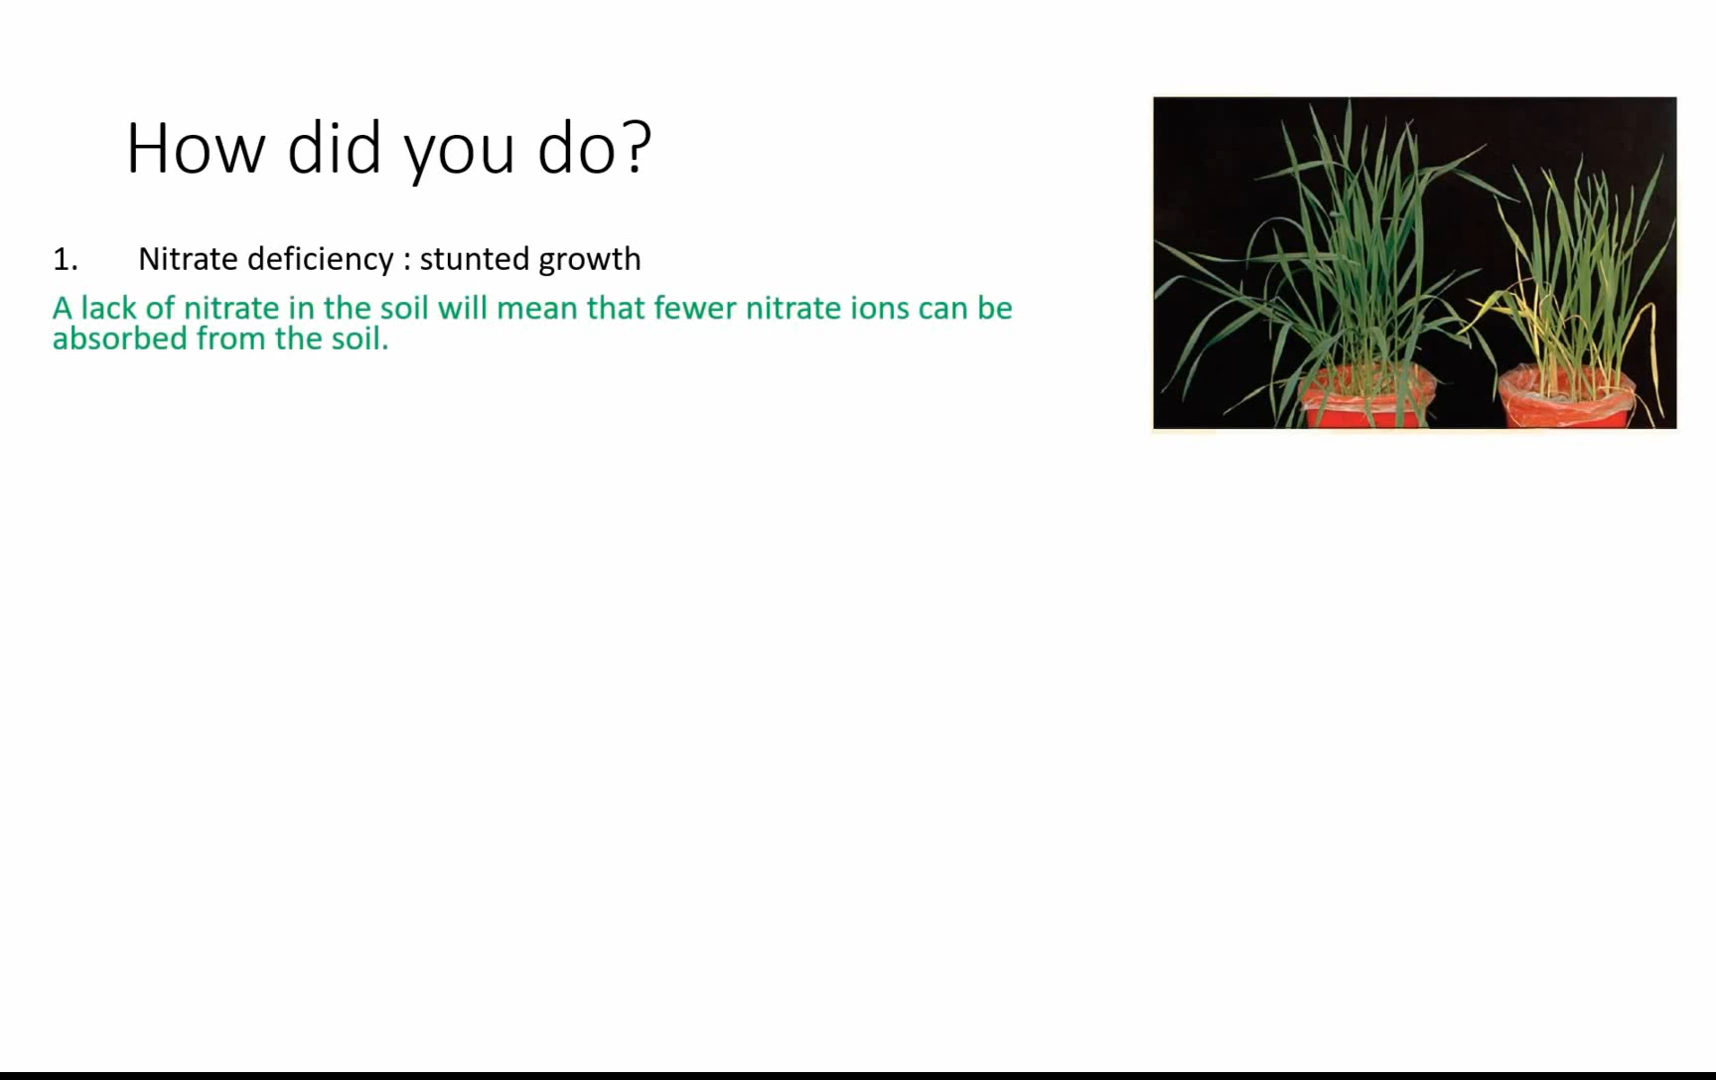 How did you do?
1. Nitrate deficiency : stunted growth
A lack of nitrate in the soil will mean that fewer nitrate ions can be
absorbed from the soil.